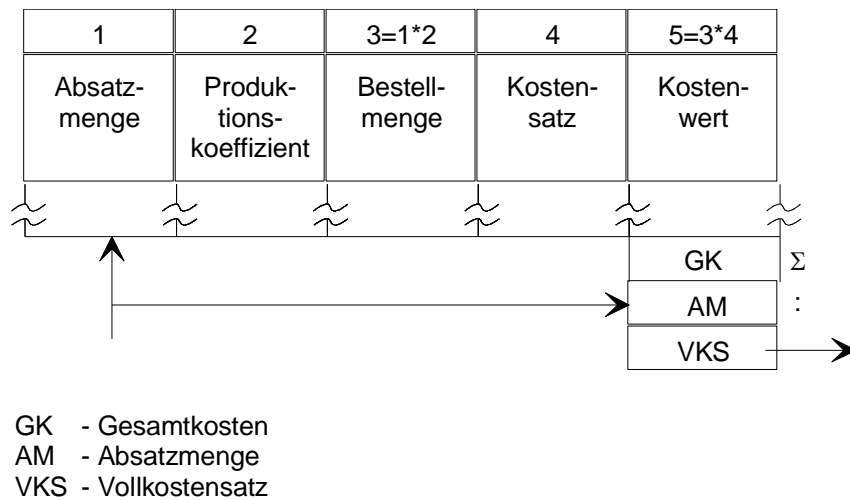 1 2 3=1*2 4 5=3*4
Absatz- Produk- Bestell- Kosten- Kosten-
menge tions- menge satz wert
koeffizient
GK Σ
AM :
VKS
GK - Gesamtkosten
AM - Absatzmenge
VKS - Vollkostensatz